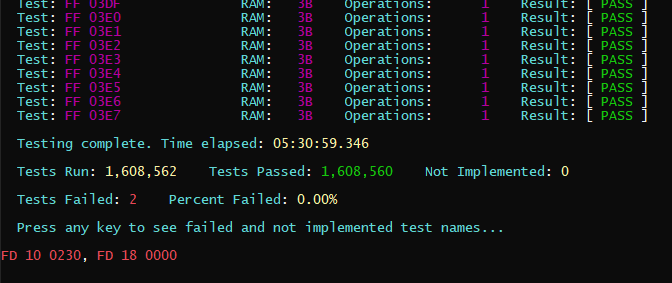 Test: FF 03DF RAM: 3B Operations: 1 Result: [ PASS ]
Test: FF 03E0 RAM: 3B Operations: 1 Result: [ PASS ]
Test: FF 03E1 RAM: 3B Operations: 1 Result: [ PASS ]
Test: FF 03E2 RAM: 3B Operations: 1 Result: [ PASS ]
Test: FF 03E3 RAM: 3B Operations: 1 Result: [ PASS ]
Test: FF 03E4 RAM: 3B Operations: 1 Result: [ PASS ]
Test: FF 03E5 RAM: 3B Operations: 1 Result: [ PASS ]
Test: FF 03E6 RAM: 3B Operations: 1 Result: [ PASS ]
Test: FF 03E7 RAM: 3B Operations: 1 Result: [ PASS ]
Testing complete. Time elapsed: 05:30:59.346
Tests Run: 1,608,562 Tests Passed: 1,608,560 Not Implemented: 0
Tests Failed: 2 Percent Failed: 0.00%
Press any key to see failed and not implemented test names...
FD 10 0230, FD 18 0000